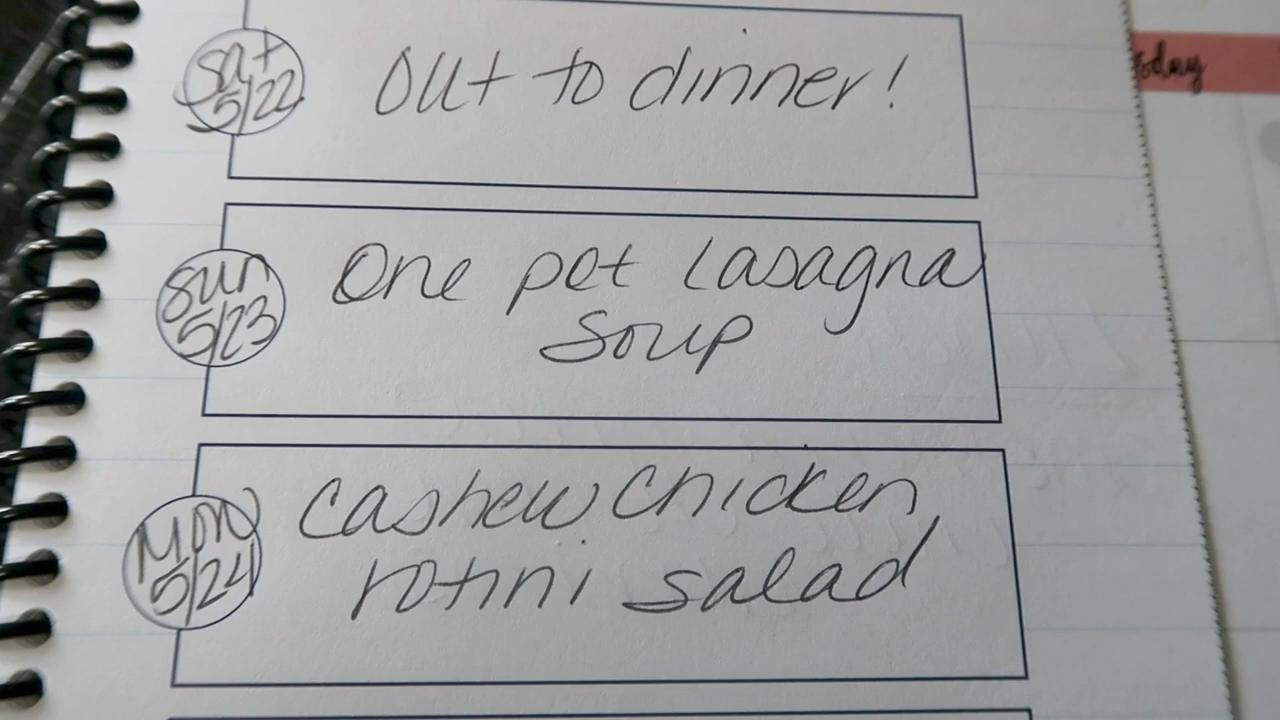 Sat
5/22
Out to dinner!
Sun
5/23
One pot Lasagna
Soup
Mon
5/24
Cashew Chicken,
rotini salad